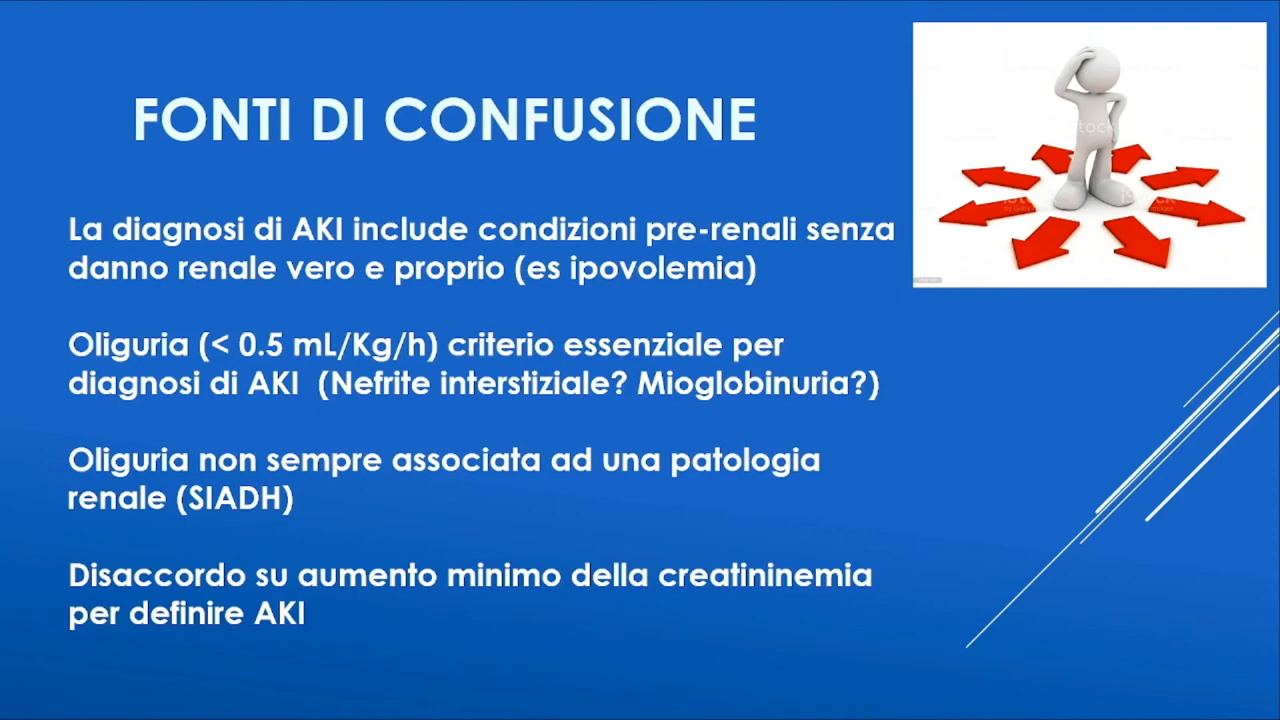 FONTI DI CONFUSIONE
La diagnosi di AKI include condizioni pre-renali senza
danno renale vero e proprio (es ipovolemia)
Oliguria (< 0.5 mL/Kg/h) criterio essenziale per
diagnosi di AKI (Nefrite interstiziale? Mioglobinuria?)
Oliguria non sempre associata ad una patologia
renale (SIADH)
Disaccordo su aumento minimo della creatininemia
per definire AKI